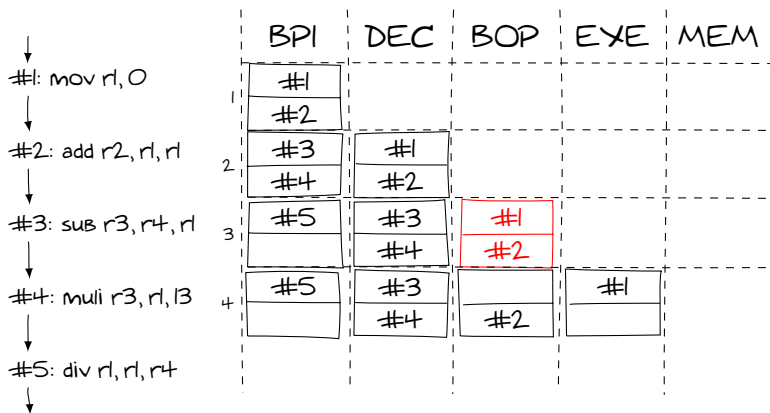 BPI DEC BOP EXE MEM
#1: mov r1, 0
1 #1
#2
#2: add r2, r1, r1
2 #3 #1
#4 #2
#3: sub r3, r4, r1
3 #5 #3 #1
#4 #2
#4: muli r3, r1, 13
4 #5 #3 #1
#4 #2
#5: div r1, r1, r4